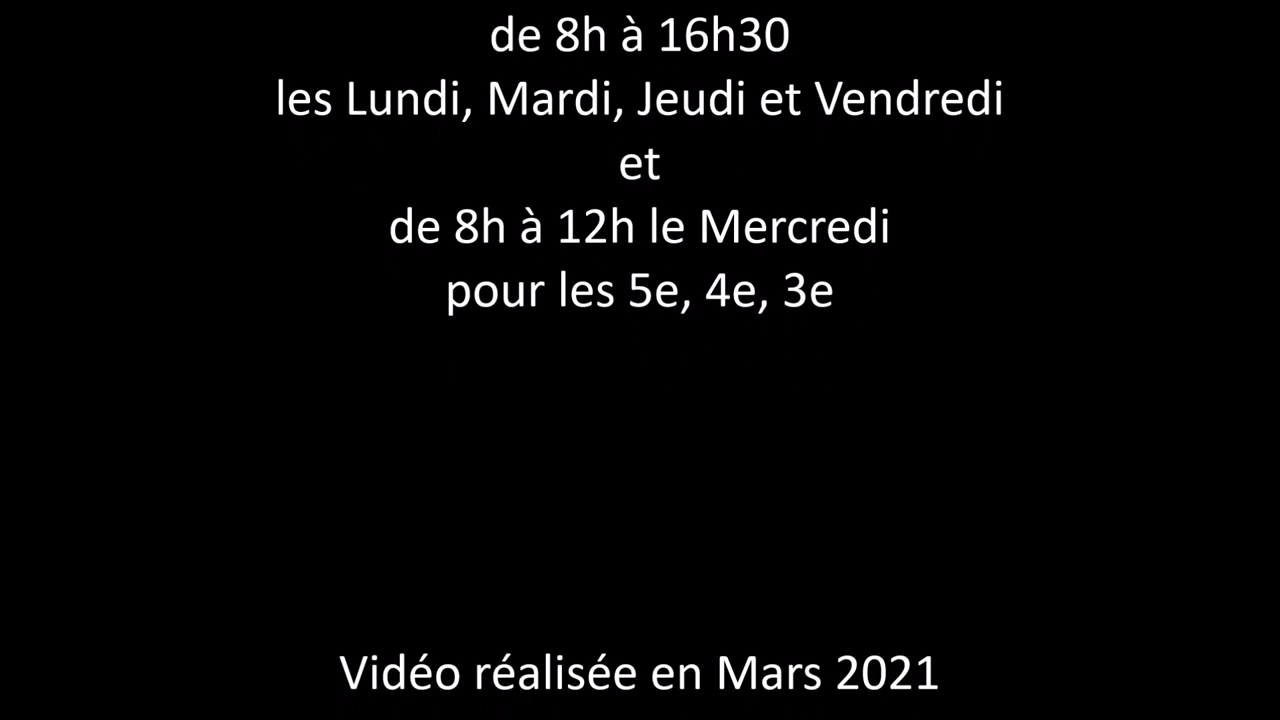 de 8h à 16h30
les Lundi, Mardi, Jeudi et Vendredi
et
de 8h à 12h le Mercredi
pour les 5e, 4e, 3e
Vidéo réalisée en Mars 2021